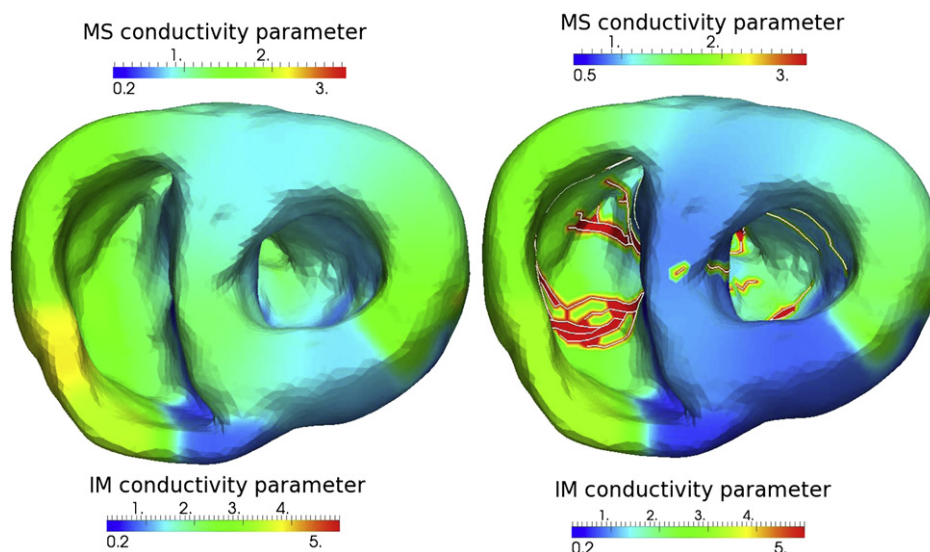 MS conductivity parameter
1. 2.
0.2 3.
MS conductivity parameter
1. 2.
0.5 3.
IM conductivity parameter
1. 2. 3. 4.
0.2 5.
IM conductivity parameter
1. 2. 3. 4.
0.2 5.